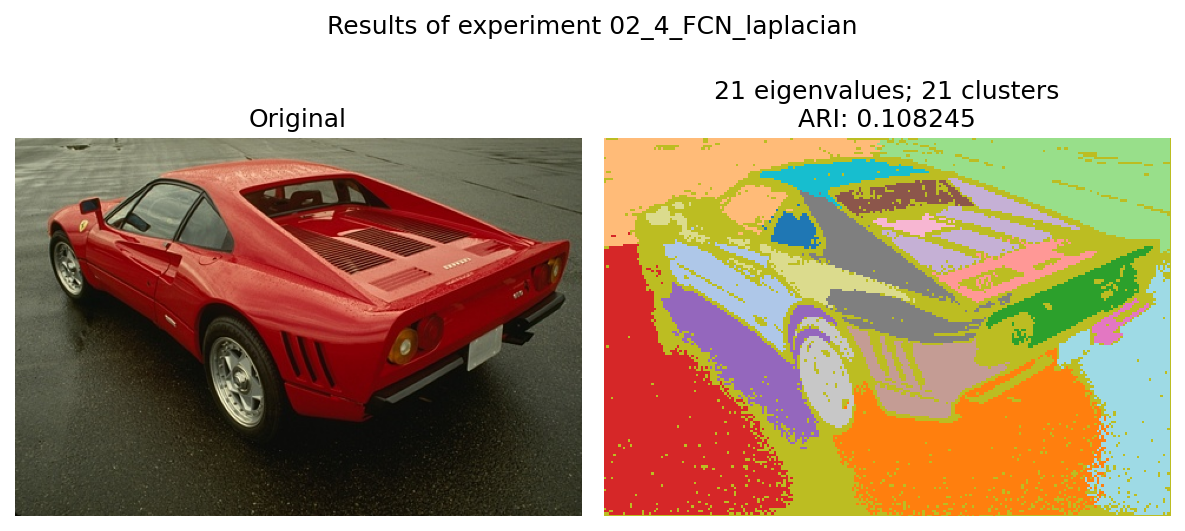 Results of experiment 02_4_FCN_laplacian
Original
21 eigenvalues; 21 clusters
ARI: 0.108245